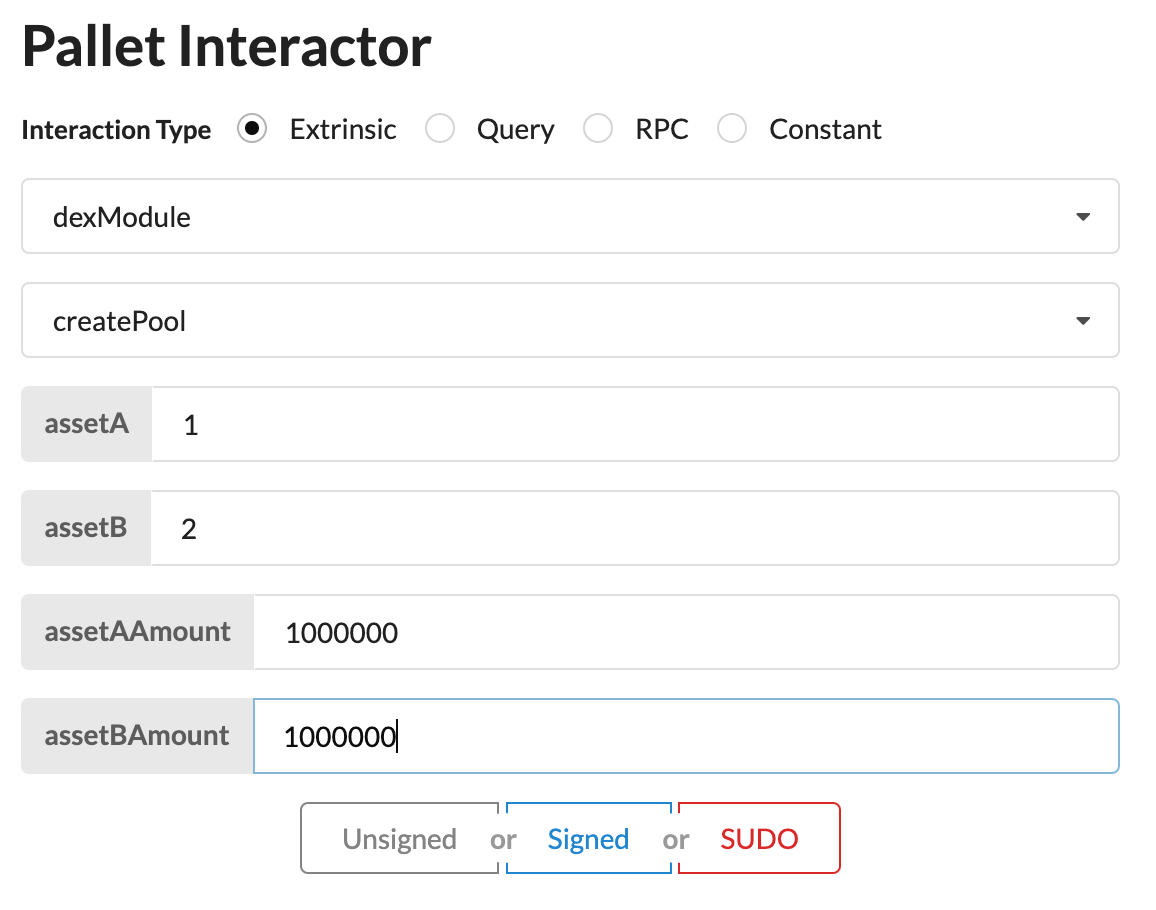 Pallet Interactor
Interaction Type Extrinsic Query RPC Constant
dexModule
createPool
assetA 1
assetB 2
assetAAmount 1000000
assetBAmount 1000000
Unsigned or Signed or SUDO